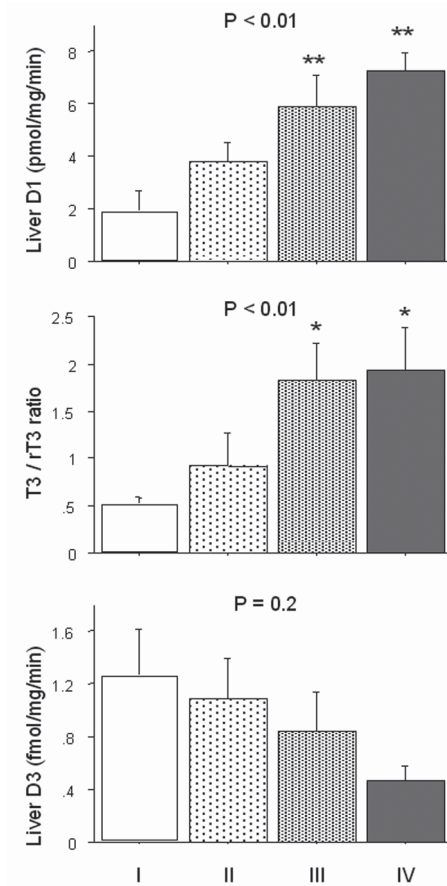 P < 0.01
** **
Liver D1 (pmol/mg/min)
8
6
4
2
0
P < 0.01
* *
T3 / rT3 ratio
2.5
2
1.5
1
.5
0
P = 0.2
Liver D3 (fmol/mg/min)
1.6
1.2
.8
.4
0
I II III IV